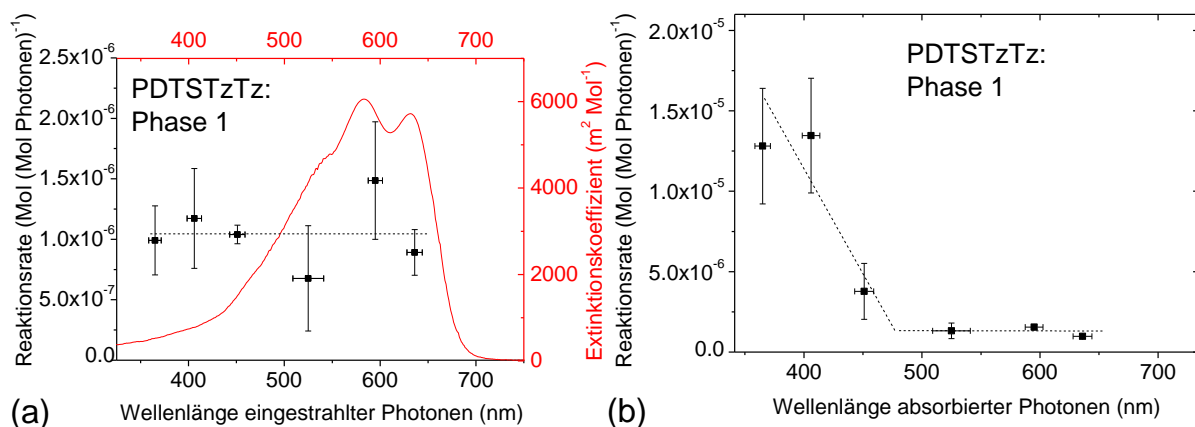 400 500 600 700
2.5x10⁻⁶
2.0x10⁻⁶
1.5x10⁻⁶
1.0x10⁻⁶
5.0x10⁻⁷
0.0
Reaktionsrate (Mol (Mol Photonen)⁻¹)
PDTSTzTz:
Phase 1
6000
4000
2000
0
Extinktionskoeffizient (m² Mol⁻¹)
400 500 600 700
Wellenlänge eingestrahlter Photonen (nm)
(a)
2.0x10⁻⁵
1.5x10⁻⁵
1.0x10⁻⁵
5.0x10⁻⁶
0.0
Reaktionsrate (Mol (Mol Photonen)⁻¹)
PDTSTzTz:
Phase 1
400 500 600 700
Wellenlänge absorbierter Photonen (nm)
(b)